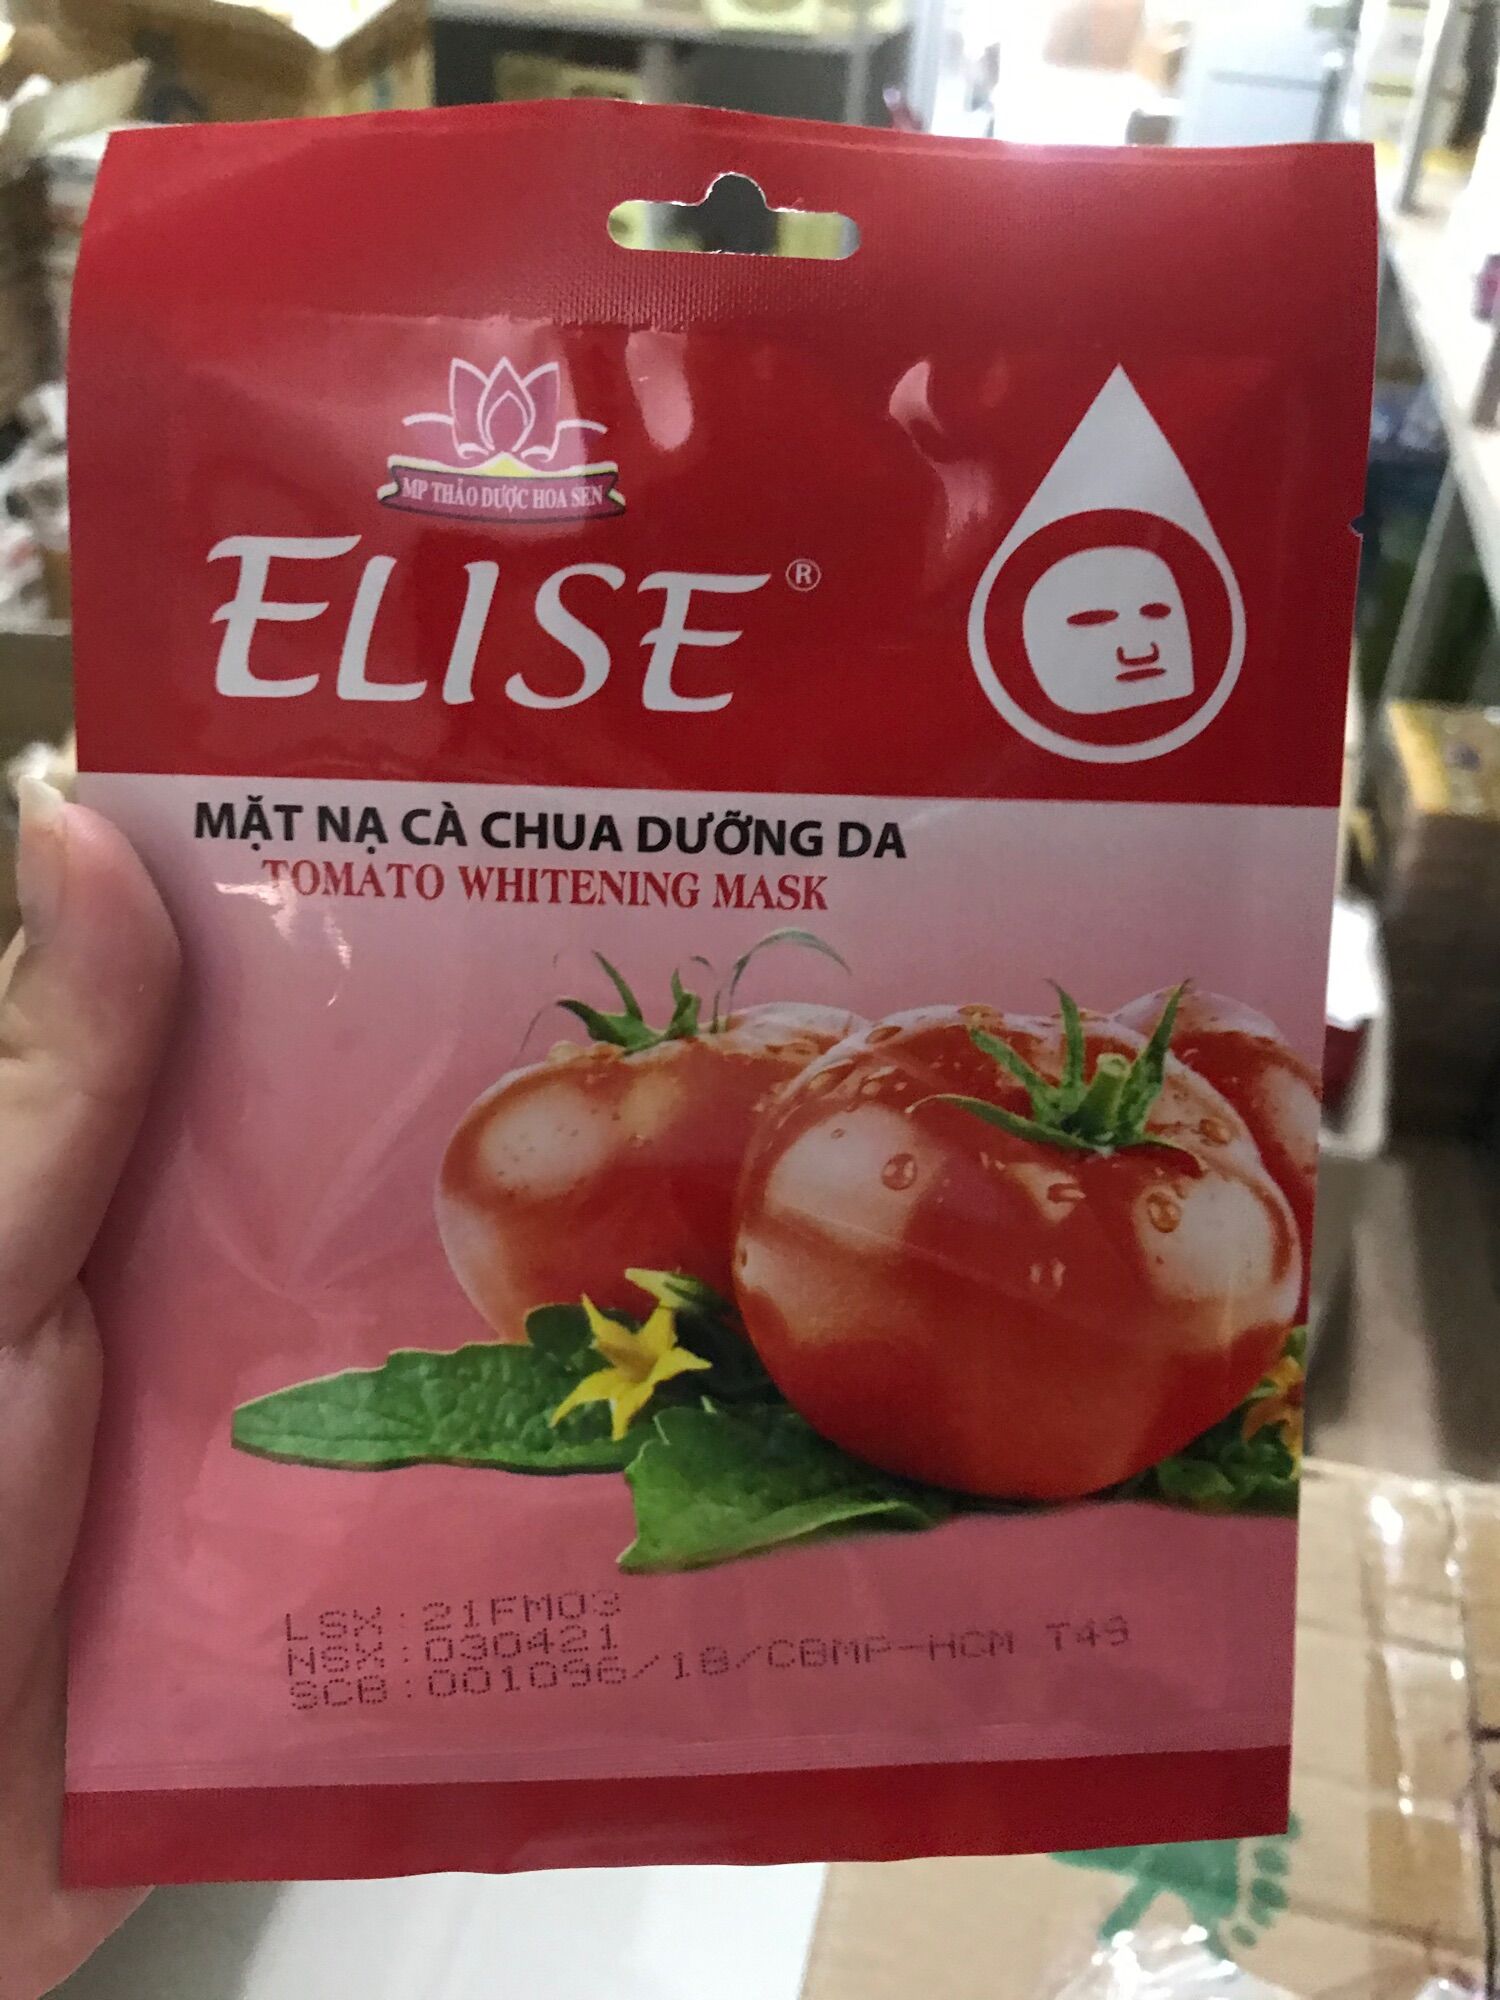 MP THẢO DƯỢC HOA SEN
ELISE ®
MẶT NẠ CÀ CHUA DƯỠNG DA
TOMATO WHITENING MASK
LSX : 21FM03
NSX : 030421
SCB : 001096/18/CBMP-HCM T49